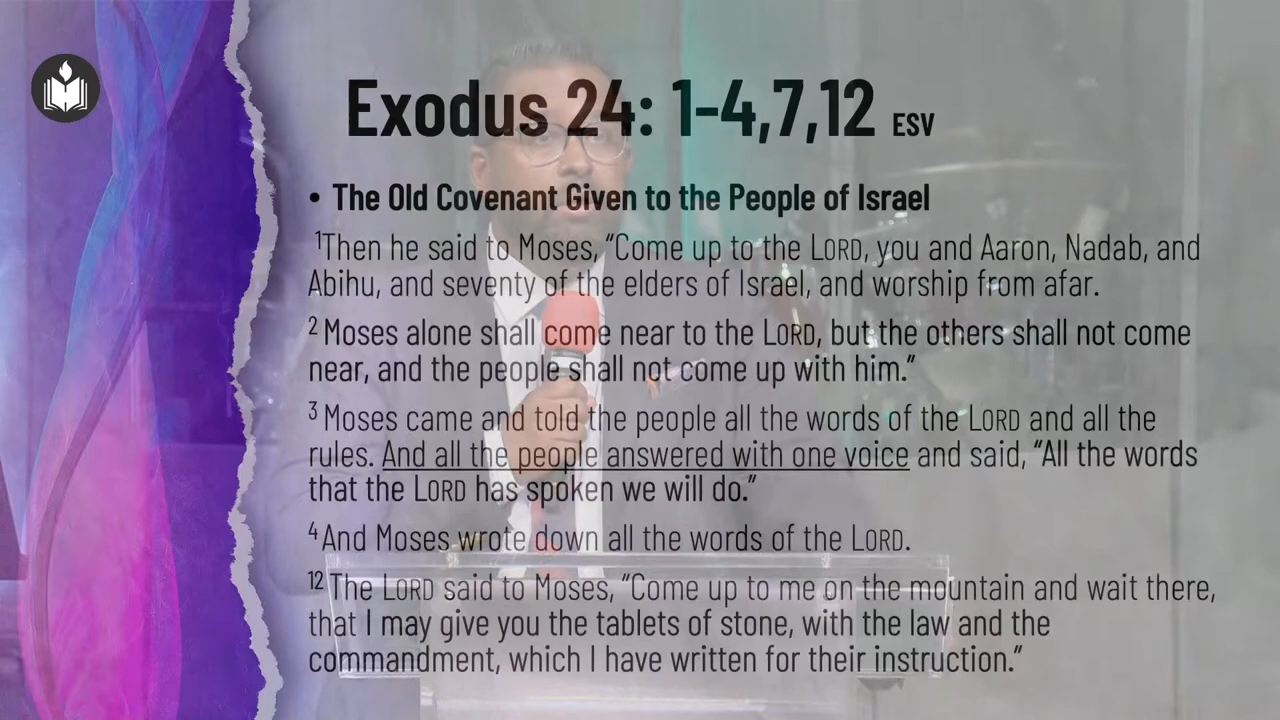 Exodus 24: 1-4,7,12 ESV
• The Old Covenant Given to the People of Israel
¹Then he said to Moses, “Come up to the LORD, you and Aaron, Nadab, and
Abihu, and seventy of the elders of Israel, and worship from afar.
² Moses alone shall come near to the LORD, but the others shall not come
near, and the people shall not come up with him.”
³ Moses came and told the people all the words of the LORD and all the
rules. And all the people answered with one voice and said, “All the words
that the LORD has spoken we will do.”
⁴ And Moses wrote down all the words of the LORD.
¹² The LORD said to Moses, “Come up to me on the mountain and wait there,
that I may give you the tablets of stone, with the law and the
commandment, which I have written for their instruction.”